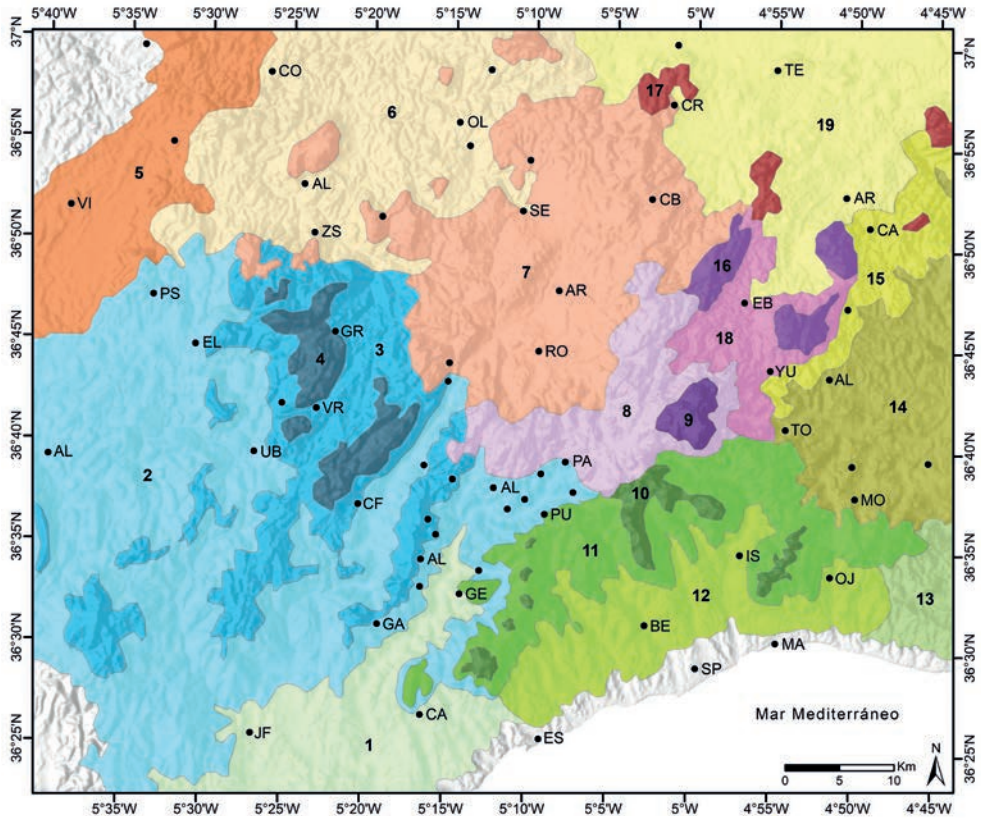 5°40'W 5°30'W 5°25'W 5°20'W 5°15'W 5°10'W 5°5'W 5°W 4°55'W 4°50'W 4°45'W
37°N
37°N
CO
TE
17
CR
6
OL
19
36°55'N
36°55'N
5
AL
VI
CB
AR
SE
CA
ZS
36°50'N
36°50'N
7
16
15
PS
AR
EB
36°45'N
GR
EL
3
RO
18
4
36°45'N
YU
AL
VR
8
9
14
36°40'N
TO
AL
UB
2
PA
36°40'N
AL
10
CF
MO
PU
36°35'N
11
IS
36°35'N
AL
OJ
GE
12
13
GA
BE
36°30'N
MA
36°30'N
SP
CA
Mar Mediterráneo
JF
ES
1
36°25'N
36°25'N
N
Km
0 5 10
5°35'W 5°30'W 5°25'W 5°20'W 5°15'W 5°10'W 5°5'W 5°W 4°55'W 4°50'W 4°45'W